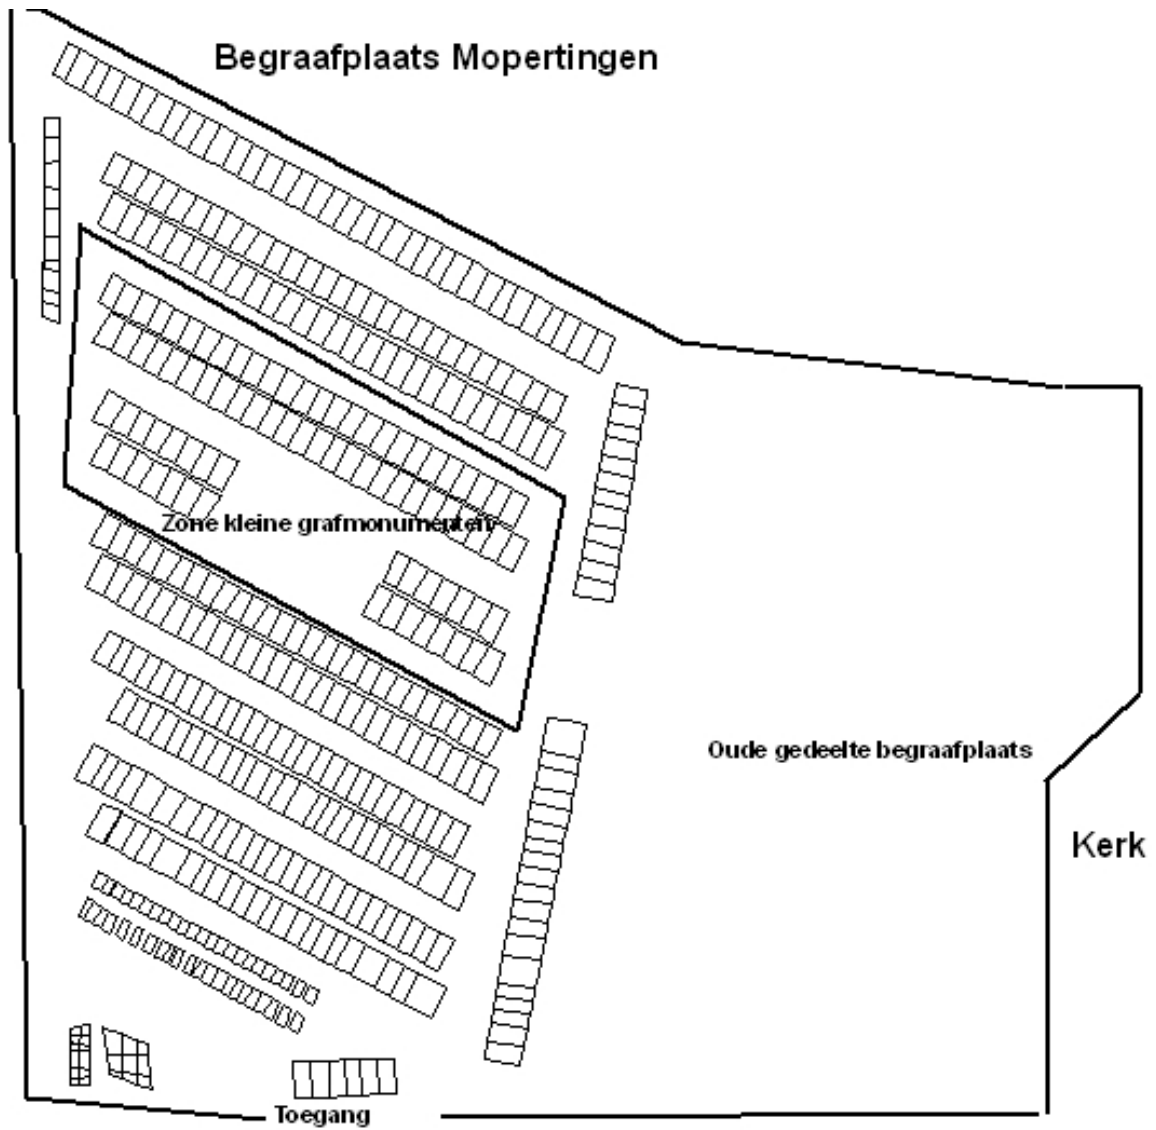 Begraafplaats Mopertingen
Zone kleine grafmonumenten
Oude gedeelte begraafplaats
Kerk
Toegang